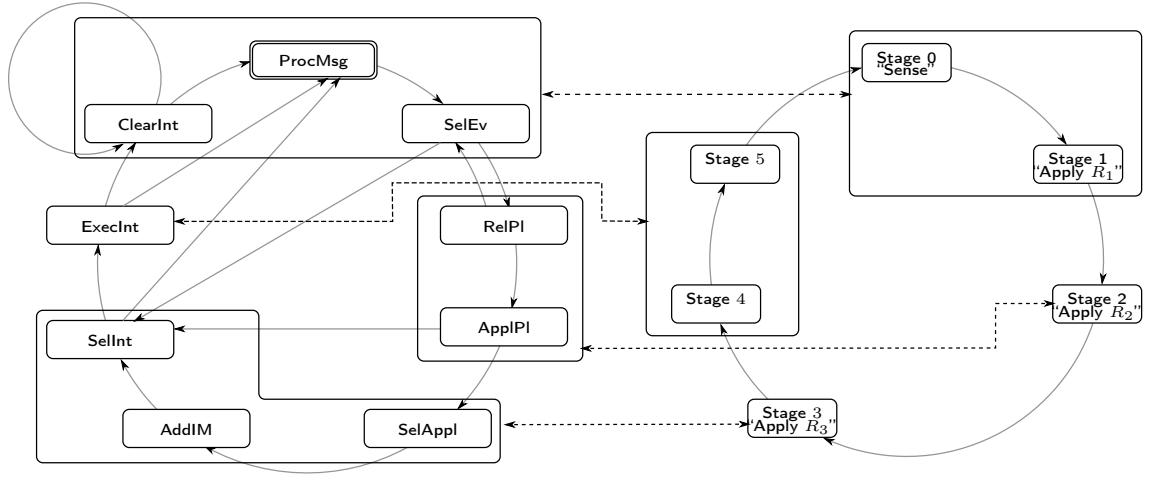 ProcMsg
ClearInt
SelEv
ExecInt
RelPl
SelInt
ApplPl
AddIM
SelAppl
Stage 0
"Sense"
Stage 1
"Apply R₁"
Stage 5
Stage 4
Stage 2
"Apply R₂"
Stage 3
"Apply R₃"